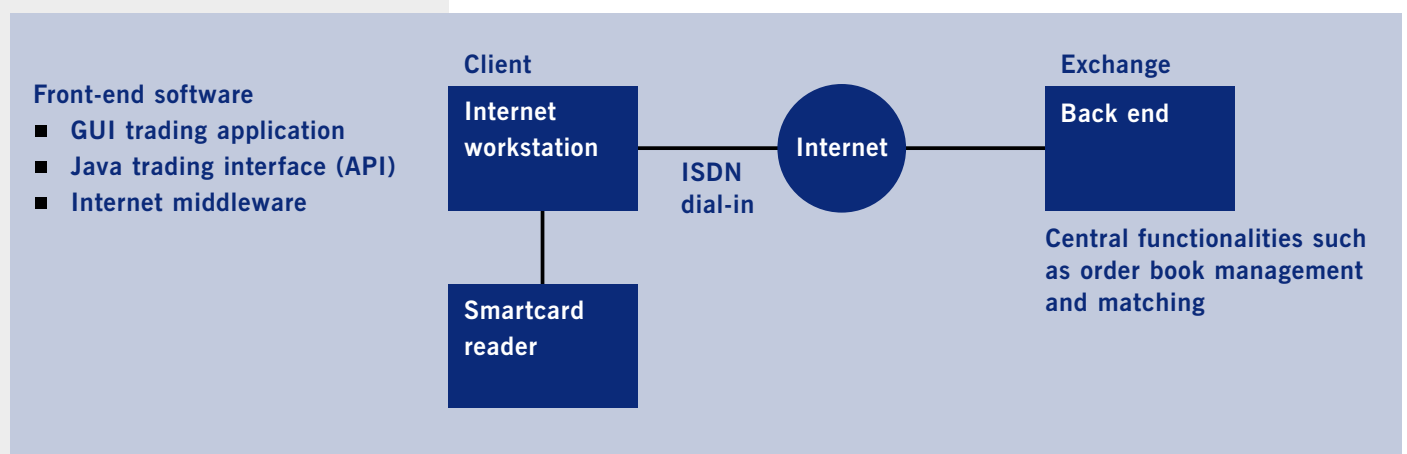 Front-end software
■ GUI trading application
■ Java trading interface (API)
■ Internet middleware
Client
Internet
workstation
Smartcard
reader
ISDN
dial-in
Internet
Exchange
Back end
Central functionalities such
as order book management
and matching